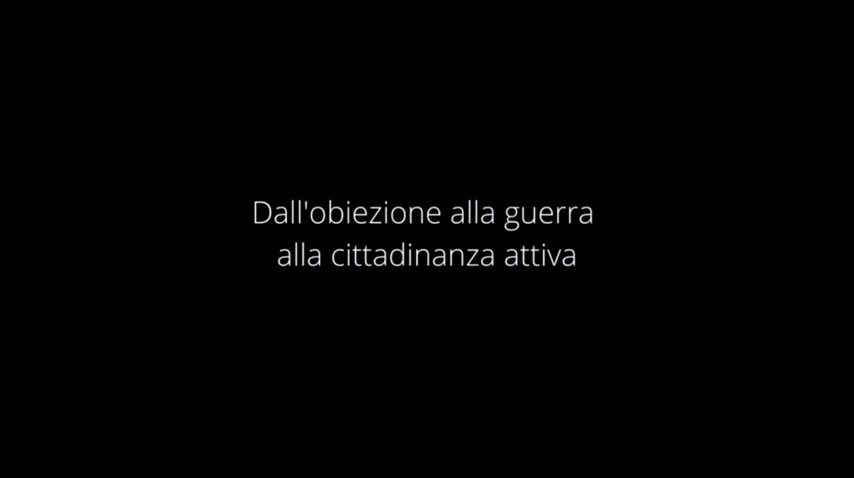 Dall'obiezione alla guerra
alla cittadinanza attiva